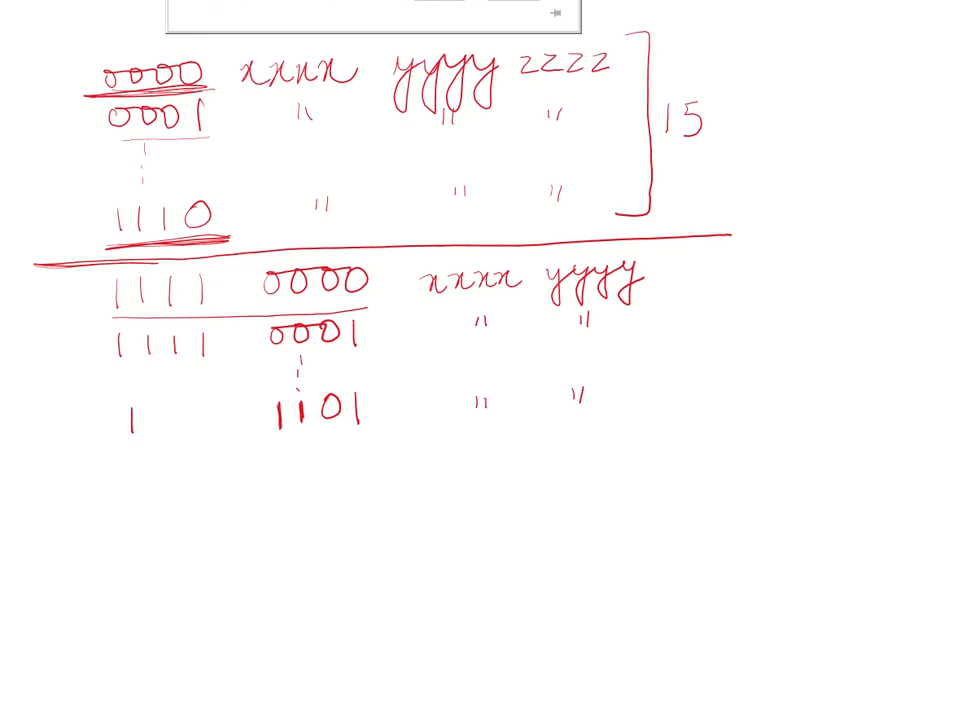 0000 xxxx yyyy zzzz
0001 " " " 15
1110 " " "
1111 0000 xxxx yyyy
1111 0001 " "
1 1101 " "